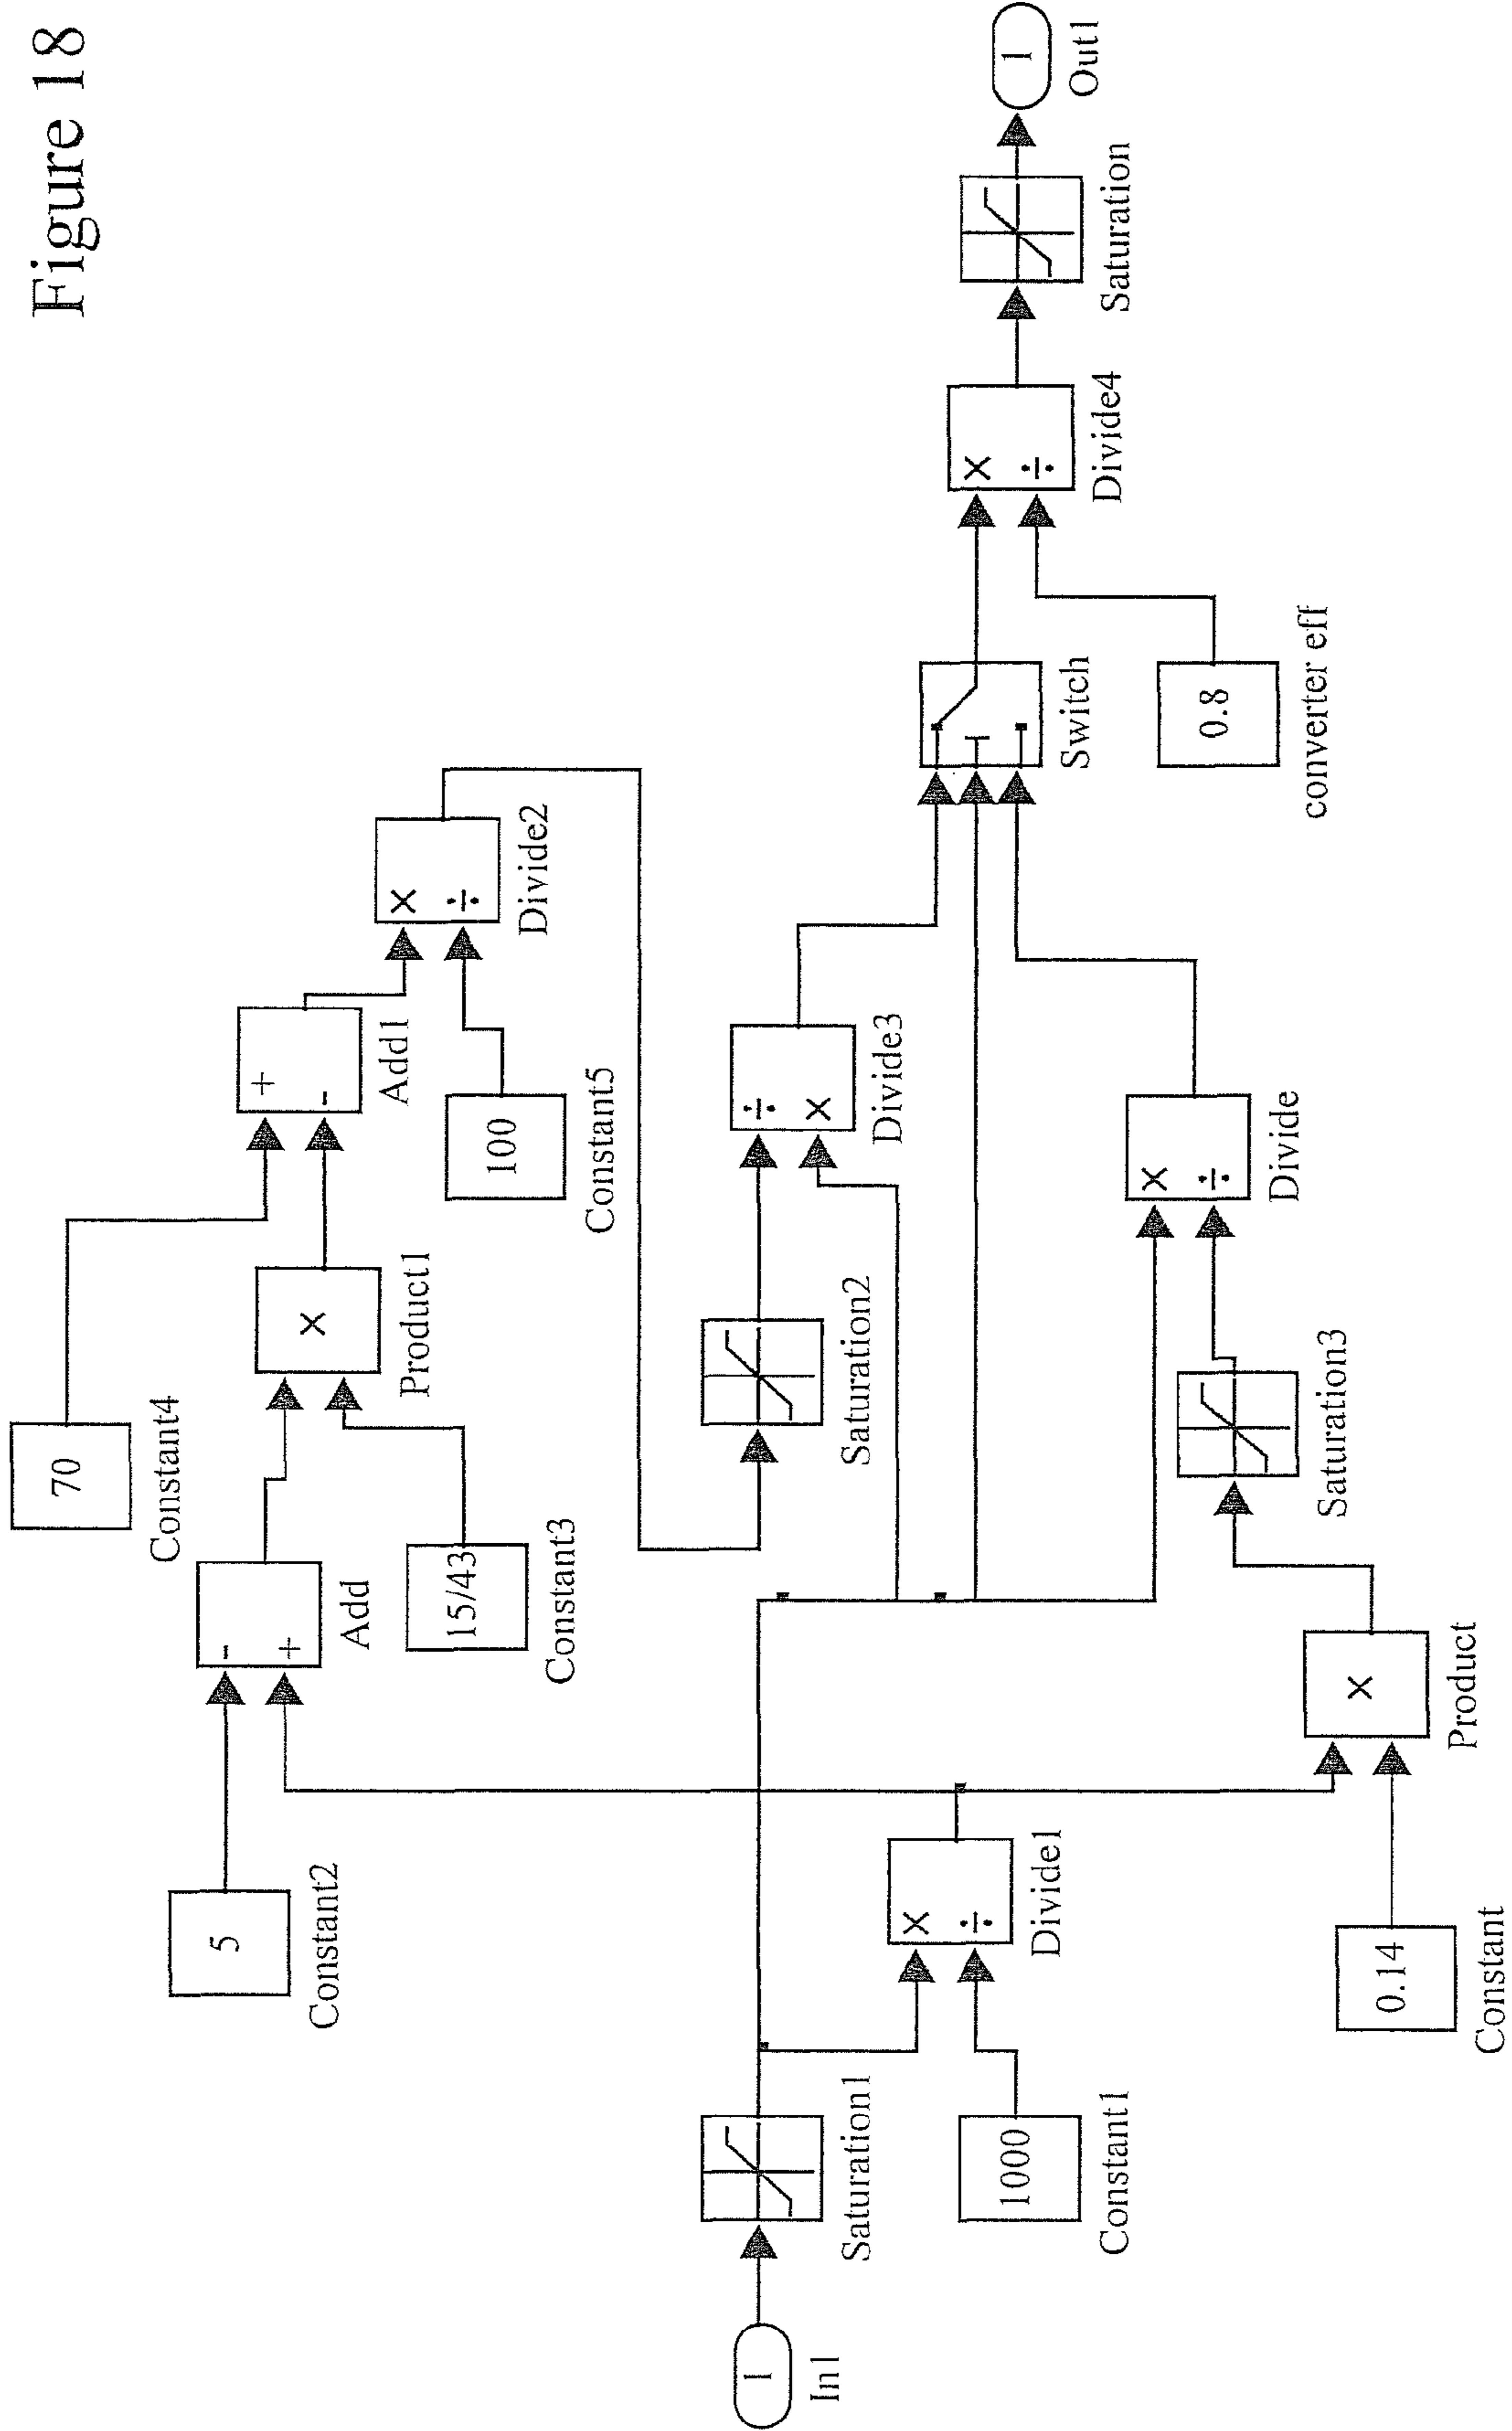 Figure 18
70
Constant4
5
Constant2
-
+
Add
15/43
Constant3
×
Product1
+
-
Add1
100
Constant5
×
÷
Divide2
1
In1
Saturation1
1000
Constant1
×
÷
Divide1
Saturation2
÷
×
Divide3
0.14
Constant
×
Product
Saturation3
×
÷
Divide
Switch
0.8
converter eff
×
÷
Divide4
Saturation
1
Out1